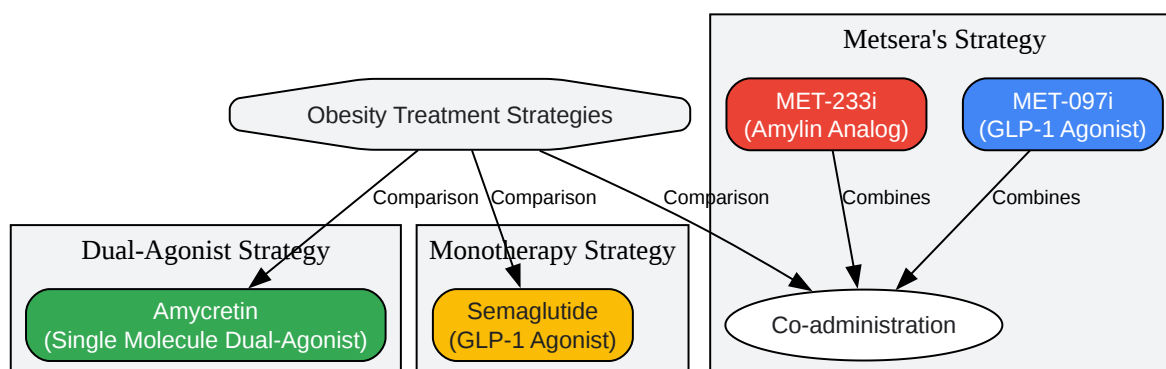 Metsera's Strategy
Obesity Treatment Strategies
MET-233i
(Amylin Analog)
MET-097i
(GLP-1 Agonist)
Comparison
Comparison
Comparison
Combines
Combines
Dual-Agonist Strategy
Monotherapy Strategy
Amycretin
(Single Molecule Dual-Agonist)
Semaglutide
(GLP-1 Agonist)
Co-administration